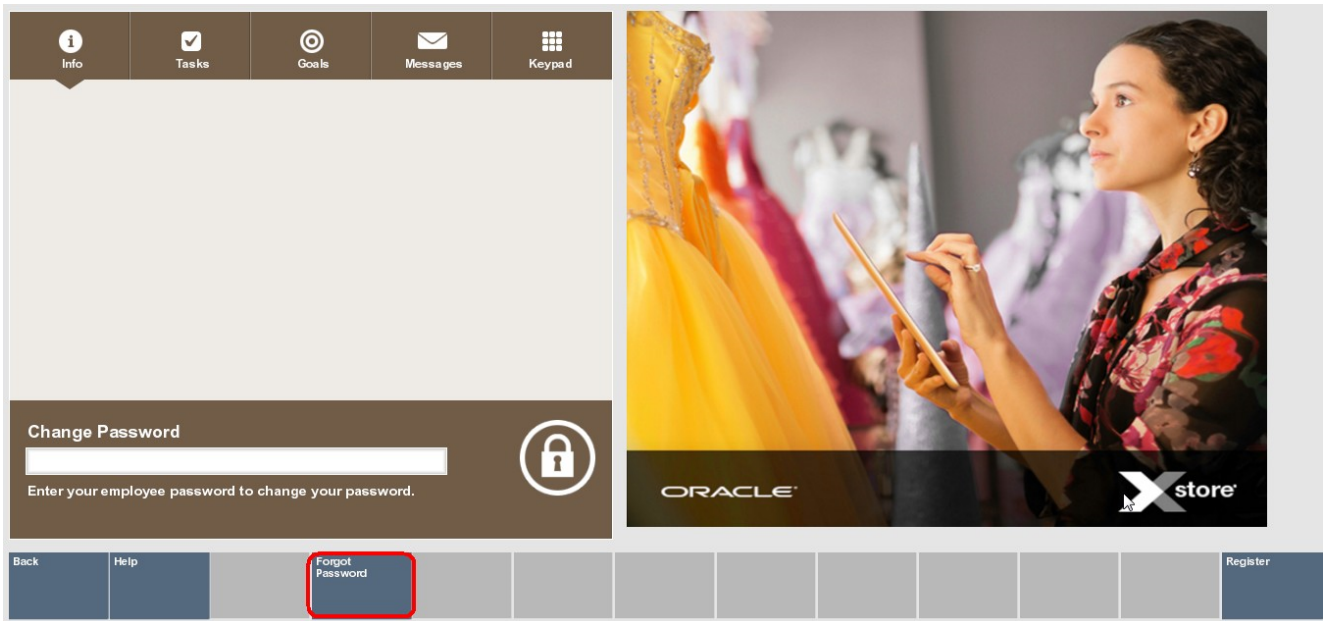 Info
Tasks
Goals
Messages
Keypad
Change Password
Enter your employee password to change your password.
ORACLE
Xstore
Back
Help
Forgot
Password
Register